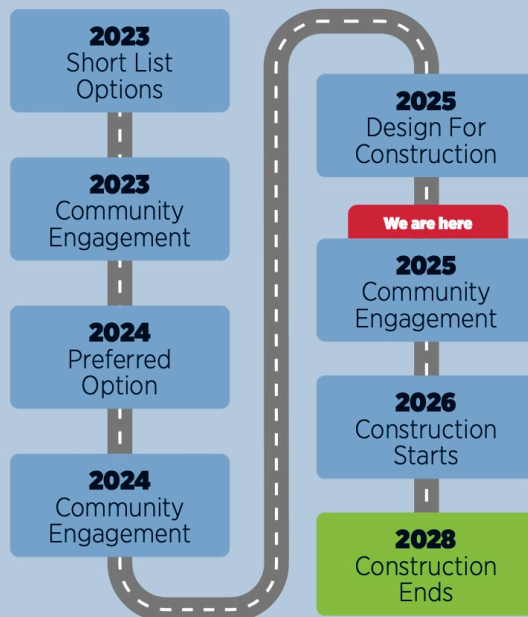 2023
Short List
Options
2023
Community
Engagement
2024
Preferred
Option
2024
Community
Engagement
2025
Design For
Construction
We are here
2025
Community
Engagement
2026
Construction
Starts
2028
Construction
Ends